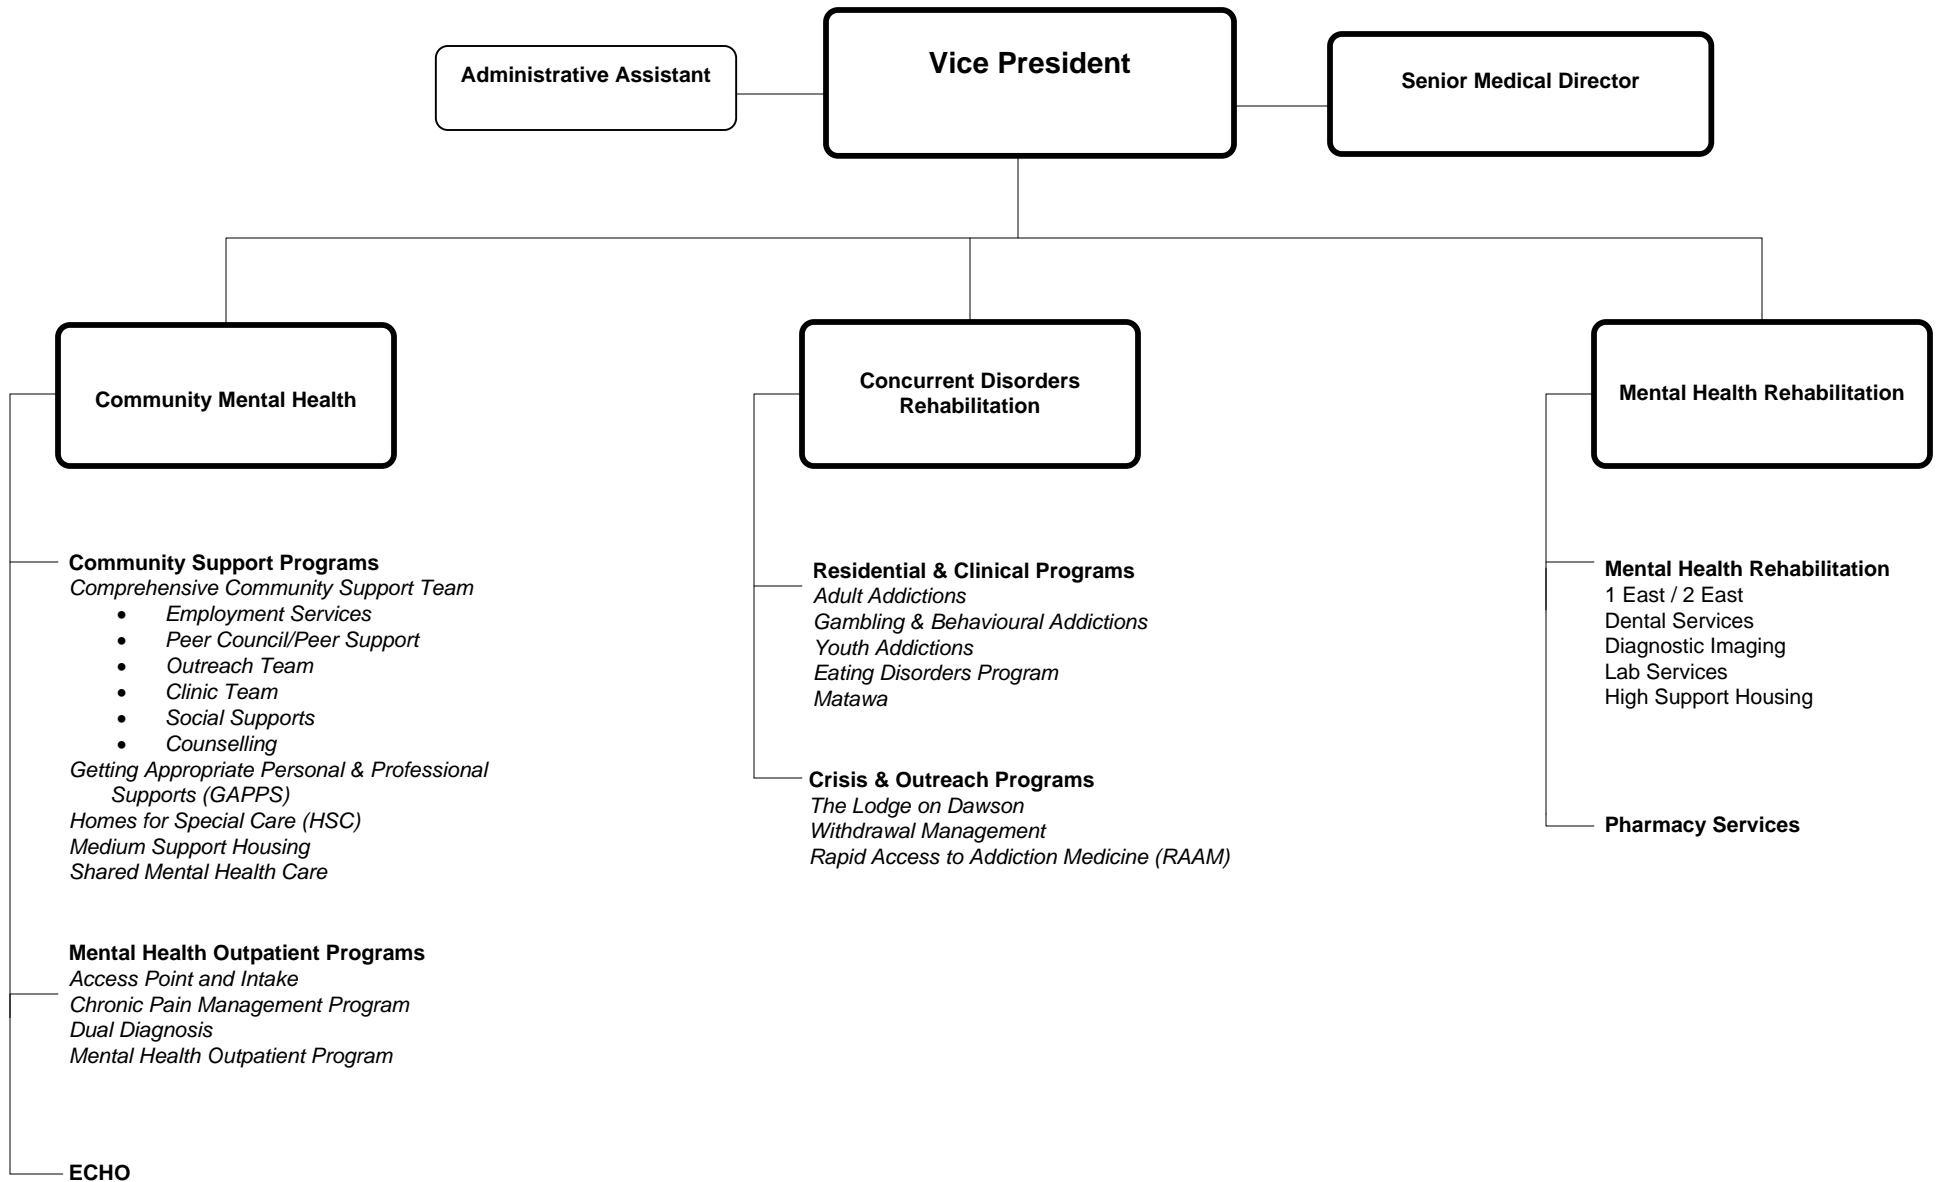 Administrative Assistant
Vice President
Senior Medical Director
Community Mental Health
Concurrent Disorders
Rehabilitation
Mental Health Rehabilitation
Community Support Programs
Comprehensive Community Support Team
• Employment Services
• Peer Council/Peer Support
• Outreach Team
• Clinic Team
• Social Supports
• Counselling
Getting Appropriate Personal & Professional
Supports (GAPPS)
Homes for Special Care (HSC)
Medium Support Housing
Shared Mental Health Care
Mental Health Outpatient Programs
Access Point and Intake
Chronic Pain Management Program
Dual Diagnosis
Mental Health Outpatient Program
ECHO
Residential & Clinical Programs
Adult Addictions
Gambling & Behavioural Addictions
Youth Addictions
Eating Disorders Program
Matawa
Crisis & Outreach Programs
The Lodge on Dawson
Withdrawal Management
Rapid Access to Addiction Medicine (RAAM)
Mental Health Rehabilitation
1 East / 2 East
Dental Services
Diagnostic Imaging
Lab Services
High Support Housing
Pharmacy Services